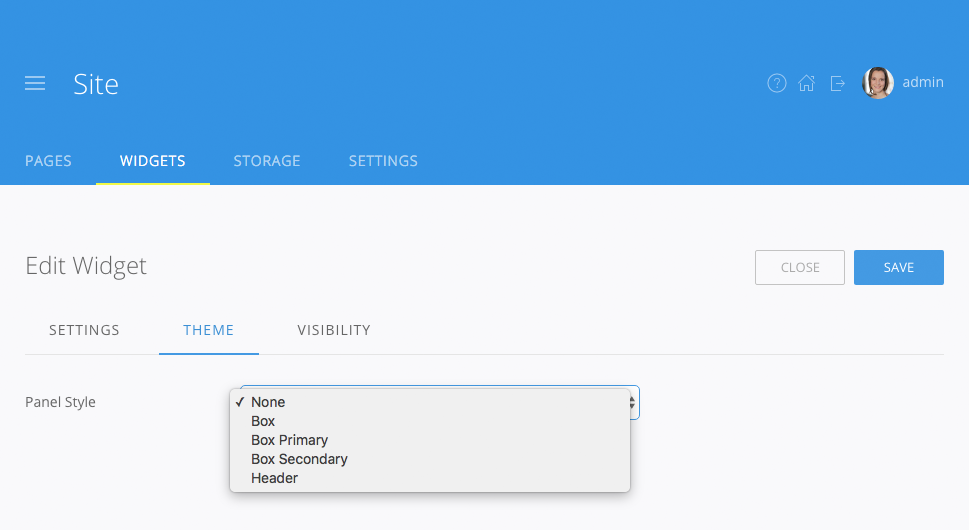 Site
? admin
PAGES WIDGETS STORAGE SETTINGS
Edit Widget
CLOSE SAVE
SETTINGS THEME VISIBILITY
Panel Style
✓ None
Box
Box Primary
Box Secondary
Header